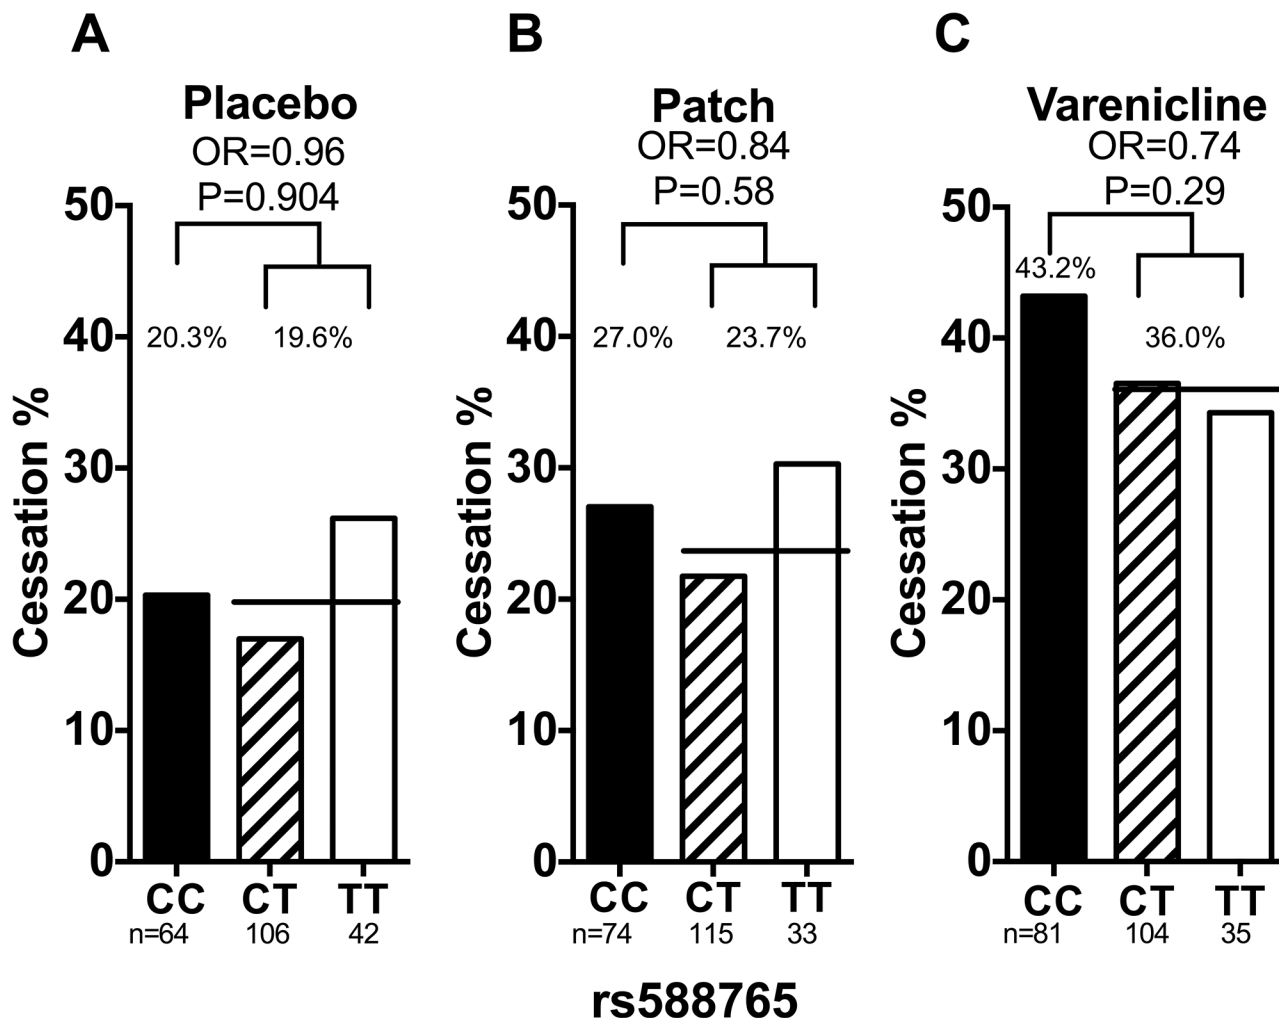 A
Placebo
OR=0.96
P=0.904
50
40
30
20
10
0
Cessation %
20.3%
19.6%
CC
CT
TT
n=64
106
42
B
Patch
OR=0.84
P=0.58
50
40
30
20
10
0
Cessation %
27.0%
23.7%
CC
CT
TT
n=74
115
33
C
Varenicline
OR=0.74
P=0.29
50
40
30
20
10
0
Cessation %
43.2%
36.0%
CC
CT
TT
n=81
104
35
rs588765